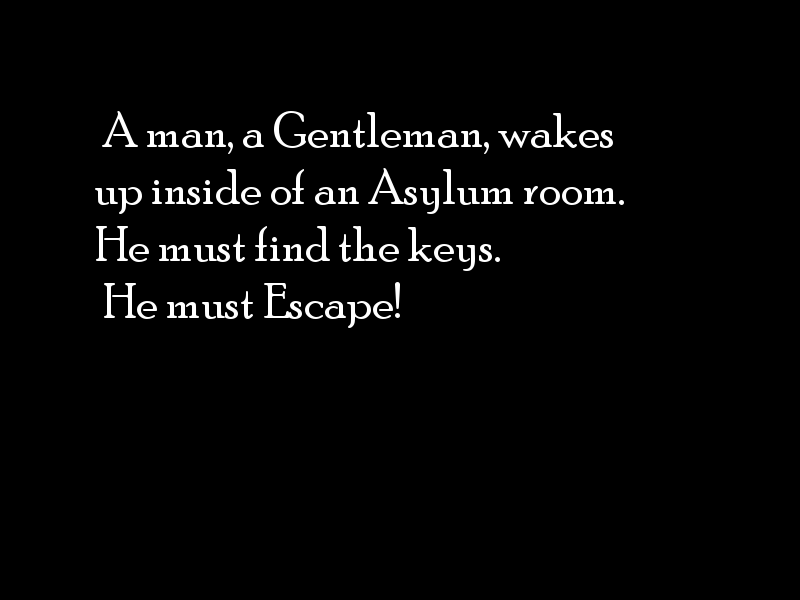 A man, a Gentleman, wakes
up inside of an Asylum room.
He must find the keys.
He must Escape!